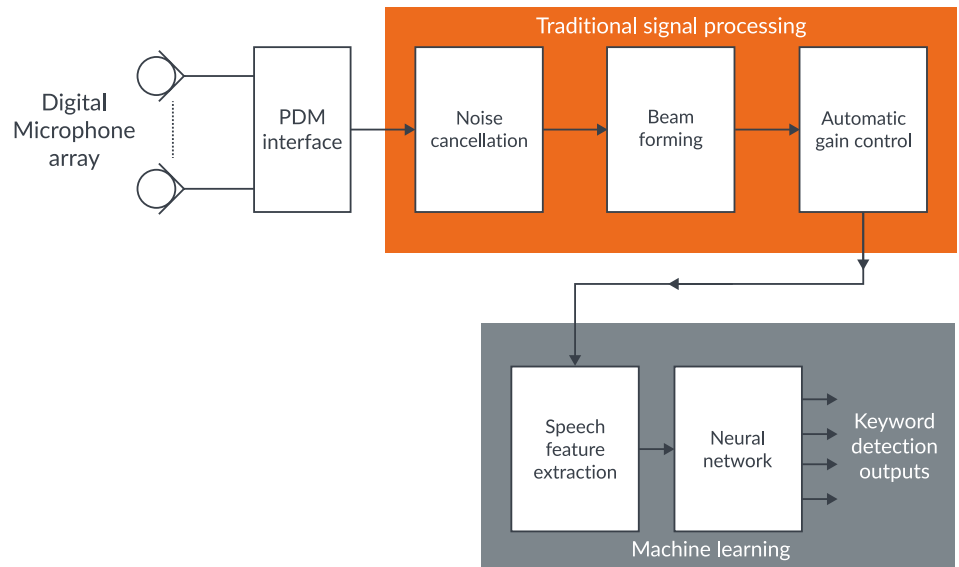 Traditional signal processing
Digital
Microphone
array
PDM
interface
Noise
cancellation
Beam
forming
Automatic
gain control
Speech
feature
extraction
Neural
network
Keyword
detection
outputs
Machine learning